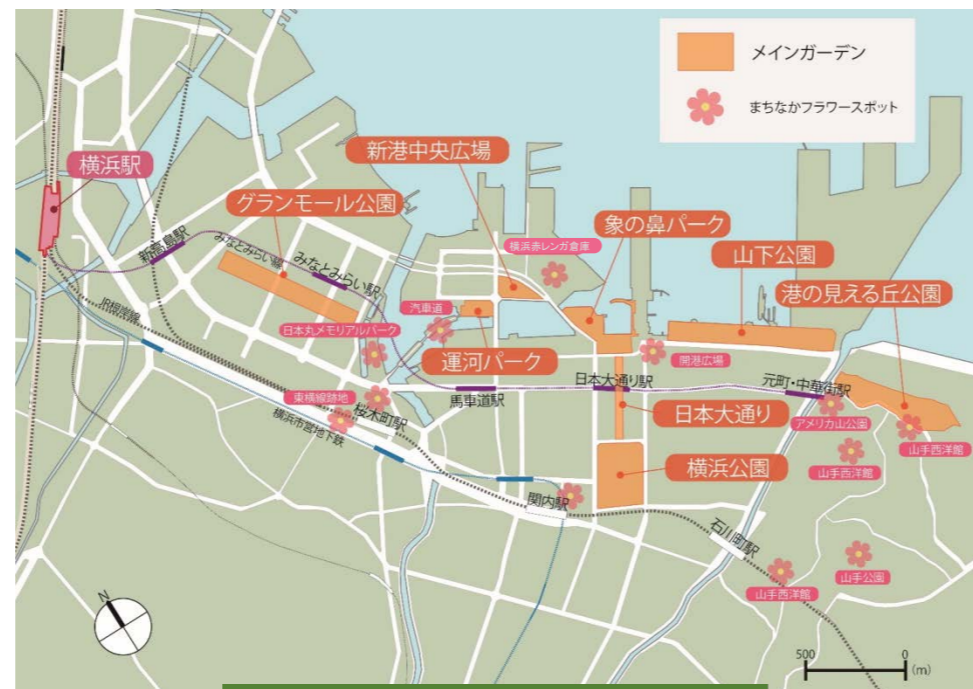 メインガーデン
まちなかフラワースポット
横浜駅
新港中央広場
グランモール公園
象の鼻パーク
横浜赤レンガ倉庫
山下公園
新高島駅
みなとみらい線
みなとみらい駅
港の見える丘公園
汽車道
JR根岸線
日本丸メモリアルパーク
運河パーク
開港広場
日本大通り駅
元町・中華街駅
馬車道駅
東横線跡地
桜木町駅
日本大通り
アメリカ山公園
横浜市営地下鉄
山手西洋館
山手西洋館
横浜公園
関内駅
石川町駅
山手公園
山手西洋館
N
500
0
(m)